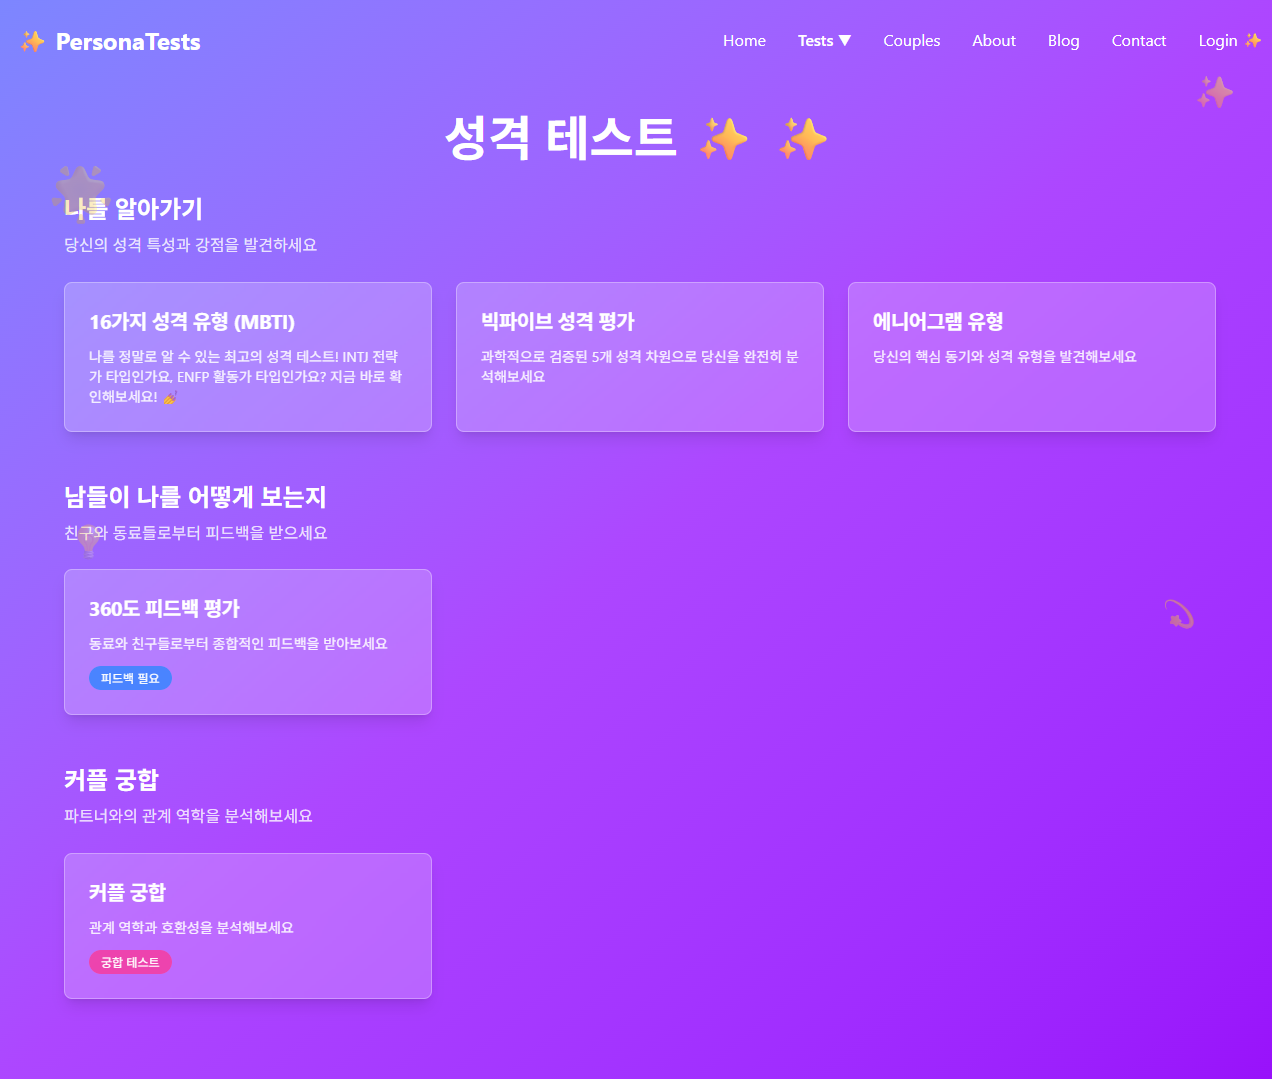 ✨ PersonaTests
Home Tests ▼ Couples About Blog Contact Login ✨
성격 테스트 ✨ ✨
나를 알아가기
당신의 성격 특성과 강점을 발견하세요
16가지 성격 유형 (MBTI)
나를 정말로 알 수 있는 최고의 성격 테스트! INTJ 전략
가 타입인가요, ENFP 활동가 타입인가요? 지금 바로 확
인해보세요! 🎉
빅파이브 성격 평가
과학적으로 검증된 5개 성격 차원으로 당신을 완전히 분
석해보세요
에니어그램 유형
당신의 핵심 동기와 성격 유형을 발견해보세요
남들이 나를 어떻게 보는지
친구와 동료들로부터 피드백을 받으세요
360도 피드백 평가
동료와 친구들로부터 종합적인 피드백을 받아보세요
피드백 필요
커플 궁합
파트너와의 관계 역학을 분석해보세요
커플 궁합
관계 역학과 호환성을 분석해보세요
궁합 테스트